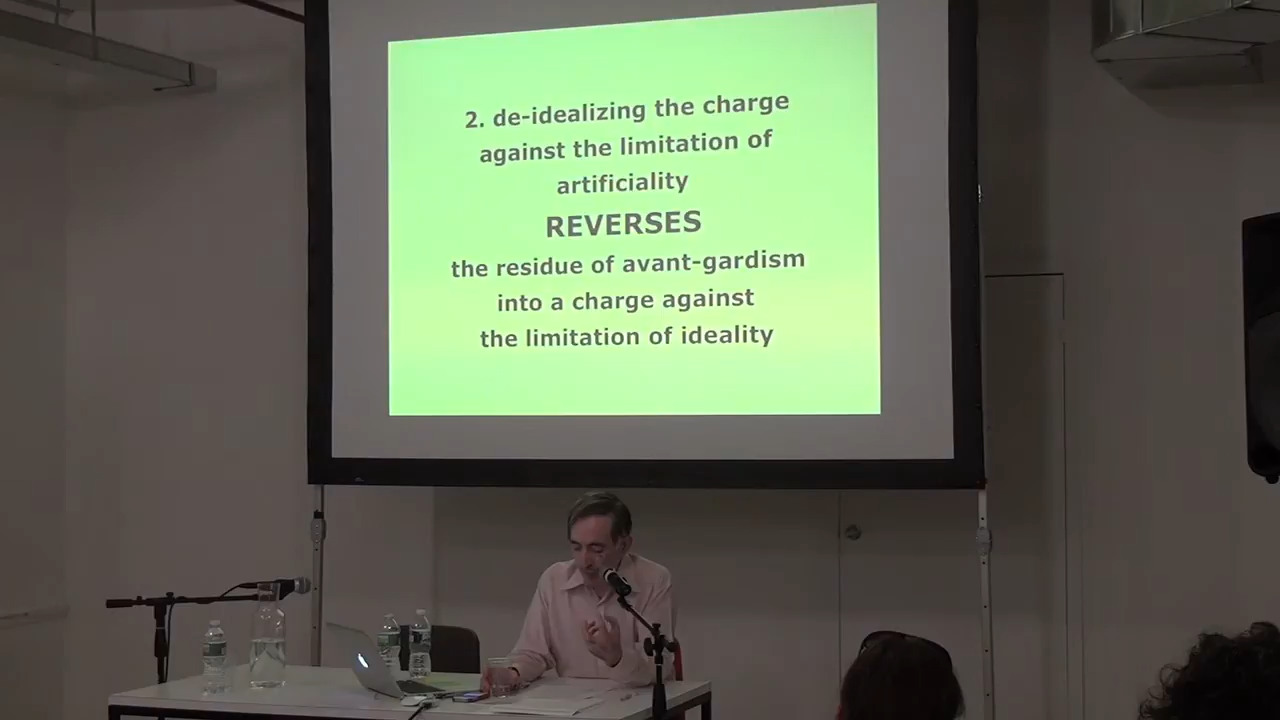 2. de-idealizing the charge
against the limitation of
artificiality
REVERSES
the residue of avant-gardism
into a charge against
the limitation of ideality